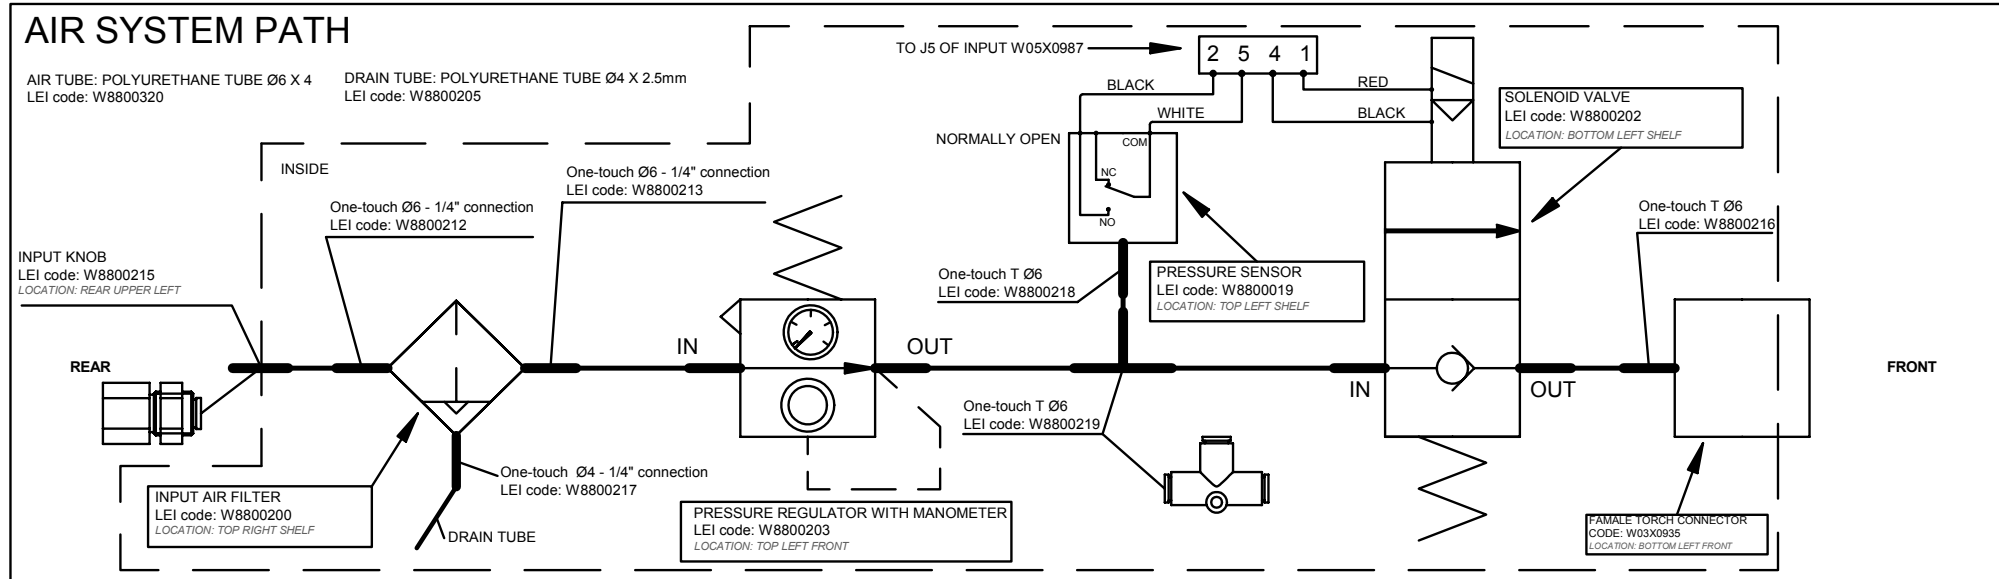 AIR SYSTEM PATH
AIR TUBE: POLYURETHANE TUBE Ø6 X 4
LEI code: W8800320
DRAIN TUBE: POLYURETHANE TUBE Ø4 X 2.5mm
LEI code: W8800205
TO J5 OF INPUT W05X0987
2 5 4 1
BLACK
RED
WHITE
BLACK
SOLENOID VALVE
LEI code: W8800202
LOCATION: BOTTOM LEFT SHELF
NORMALLY OPEN
COM
NC
NO
INSIDE
One-touch Ø6 - 1/4" connection
LEI code: W8800213
One-touch Ø6 - 1/4" connection
LEI code: W8800212
One-touch T Ø6
LEI code: W8800216
INPUT KNOB
LEI code: W8800215
LOCATION: REAR UPPER LEFT
One-touch T Ø6
LEI code: W8800218
PRESSURE SENSOR
LEI code: W8800019
LOCATION: TOP LEFT SHELF
REAR
IN
OUT
IN
OUT
FRONT
One-touch T Ø6
LEI code: W8800219
One-touch Ø4 - 1/4" connection
LEI code: W8800217
INPUT AIR FILTER
LEI code: W8800200
LOCATION: TOP RIGHT SHELF
DRAIN TUBE
PRESSURE REGULATOR WITH MANOMETER
LEI code: W8800203
LOCATION: TOP LEFT FRONT
FAMALE TORCH CONNECTOR
CODE: W03X0935
LOCATION: BOTTOM LEFT FRONT